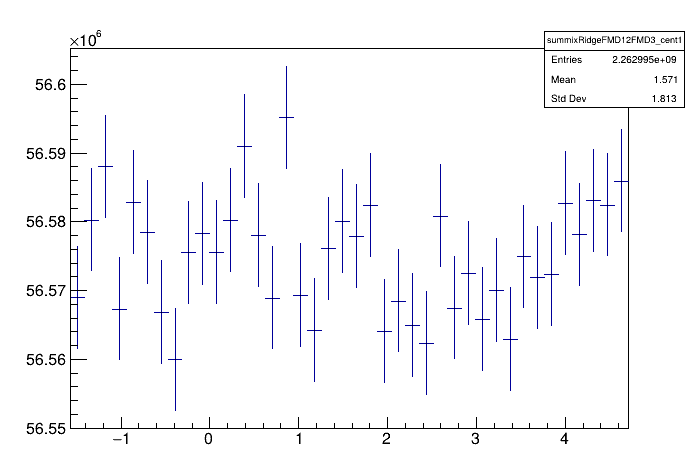 ×10⁶
summixRidgeFMD12FMD3_cent1
Entries 2.262995e+09
Mean 1.571
Std Dev 1.813
56.6
56.59
56.58
56.57
56.56
56.55
−1 0 1 2 3 4